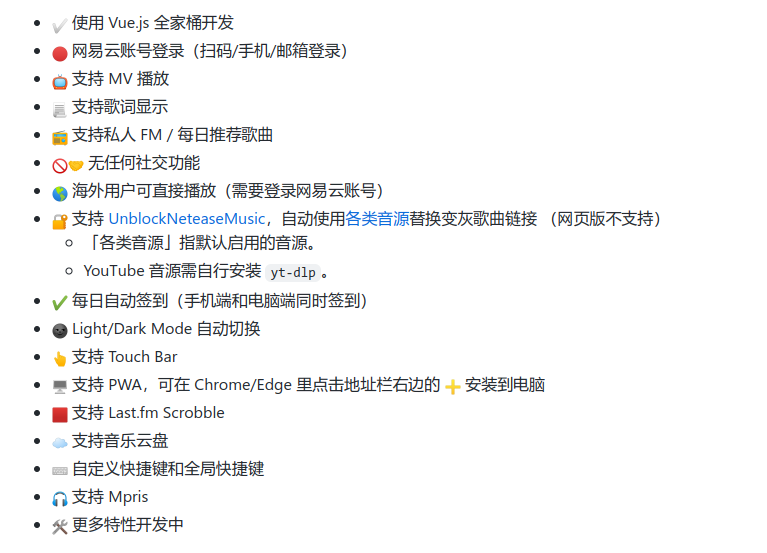 使用 Vue.js 全家桶开发
网易云账号登录（扫码/手机/邮箱登录）
支持 MV 播放
支持歌词显示
支持私人 FM / 每日推荐歌曲
无任何社交功能
海外用户可直接播放（需要登录网易云账号）
支持 UnblockNeteaseMusic，自动使用各类音源替换变灰歌曲链接 （网页版不支持）
「各类音源」指默认启用的音源。
YouTube 音源需自行安装 yt-dlp 。
每日自动签到（手机端和电脑端同时签到）
Light/Dark Mode 自动切换
支持 Touch Bar
支持 PWA，可在 Chrome/Edge 里点击地址栏右边的 ➕ 安装到电脑
支持 Last.fm Scrobble
支持音乐云盘
自定义快捷键和全局快捷键
支持 Mpris
更多特性开发中